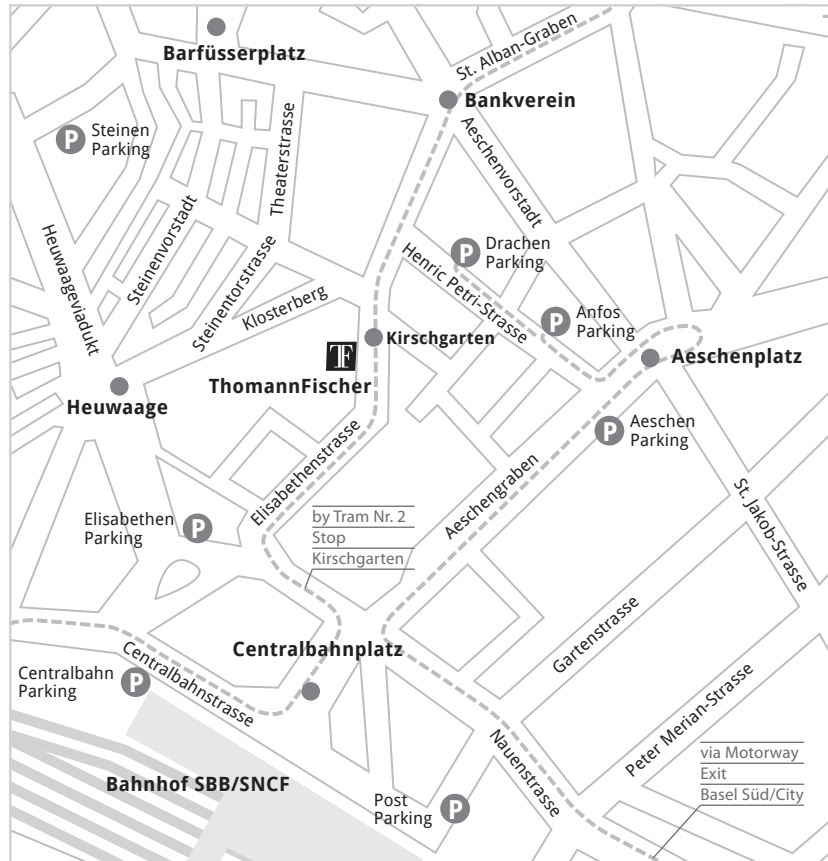 Barfüsserplatz
St. Alban-Graben
Bankverein
P
Steinen
Parking
Theaterstrasse
Aeschenvorstadt
Steinenvorstadt
Heuwaageviadukt
Steinentorstrasse
P
Drachen
Parking
Henric Petri-Strasse
Klosterberg
P
Anfos
Parking
Kirschgarten
TF
ThomannFischer
Aeschenplatz
Heuwaage
P
Aeschen
Parking
Elisabethenstrasse
Aeschengraben
St. Jakob-Strasse
Elisabethen
Parking
P
by Tram Nr. 2
Stop
Kirschgarten
Gartenstrasse
Centralbahnplatz
Centralbahn
Parking
P
Centralbahnstrasse
Peter Merian-Strasse
Nauenstrasse
via Motorway
Exit
Basel Süd/City
Bahnhof SBB/SNCF
Post
Parking
P